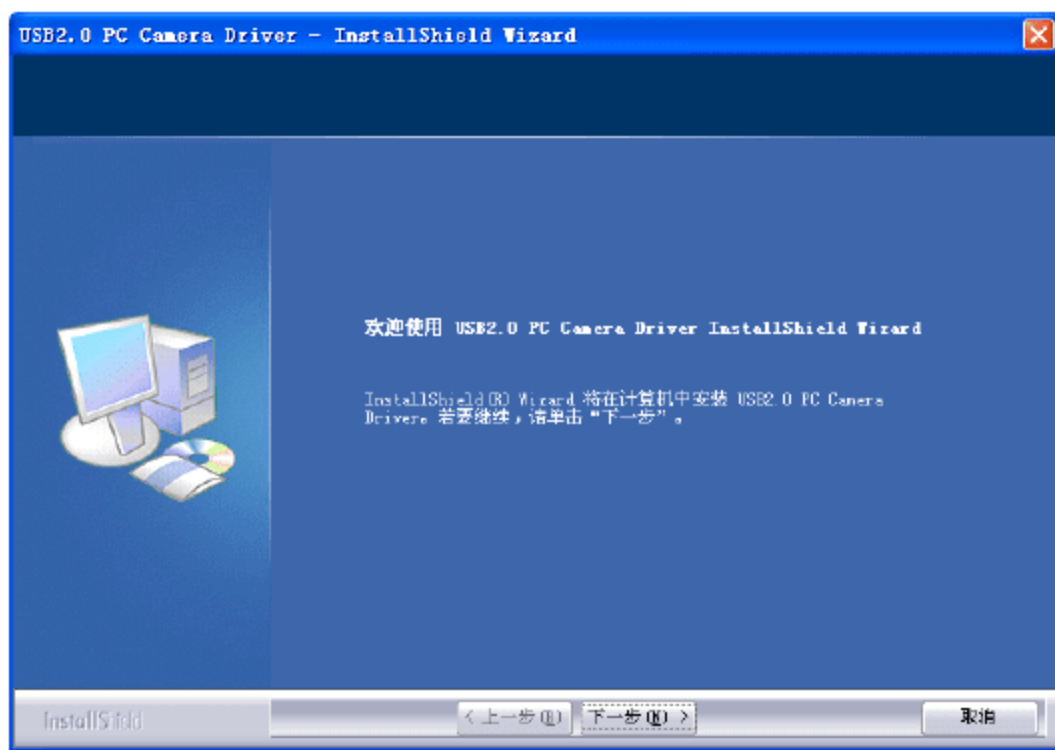 USB2.0 PC Camera Driver - InstallShield Wizard
欢迎使用 USB2.0 PC Camera Driver InstallShield Wizard
InstallShield(R) Wizard 将在计算机中安装 USB2.0 PC Camera
Driver。若要继续，请单击“下一步”。
InstallShield
< 上一步(B) 下一步(N) > 取消